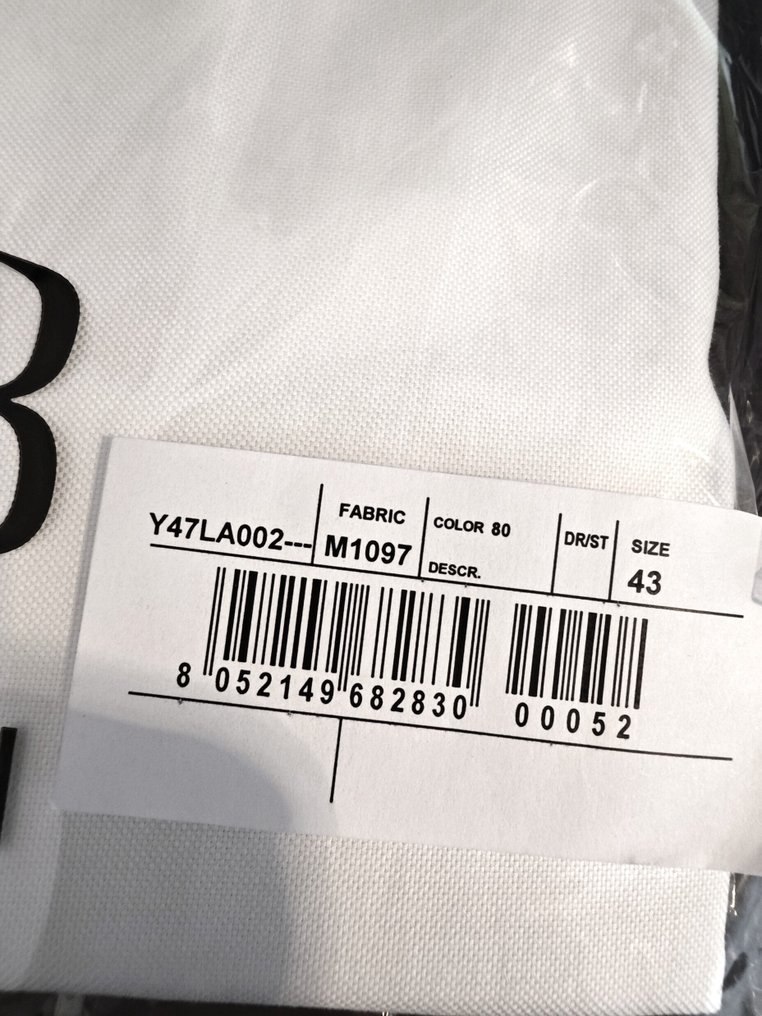 B
Y47LA002---
FABRIC
M1097
COLOR 80
DESCR.
DR/ST
SIZE
43
8 052149 682830 00052